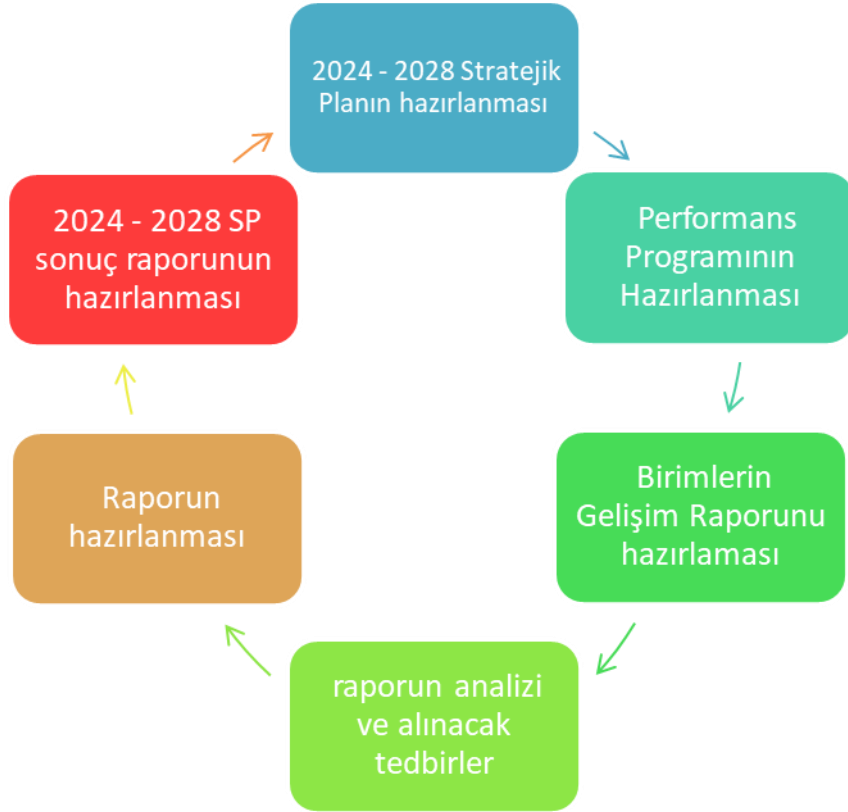 2024 - 2028 Stratejik
Planın hazırlanması
Performans
Programının
Hazırlanması
Birimlerin
Gelişim Raporunu
hazırlaması
raporun analizi
ve alınacak
tedbirler
Raporun
hazırlanması
2024 - 2028 SP
sonuç raporunun
hazırlanması